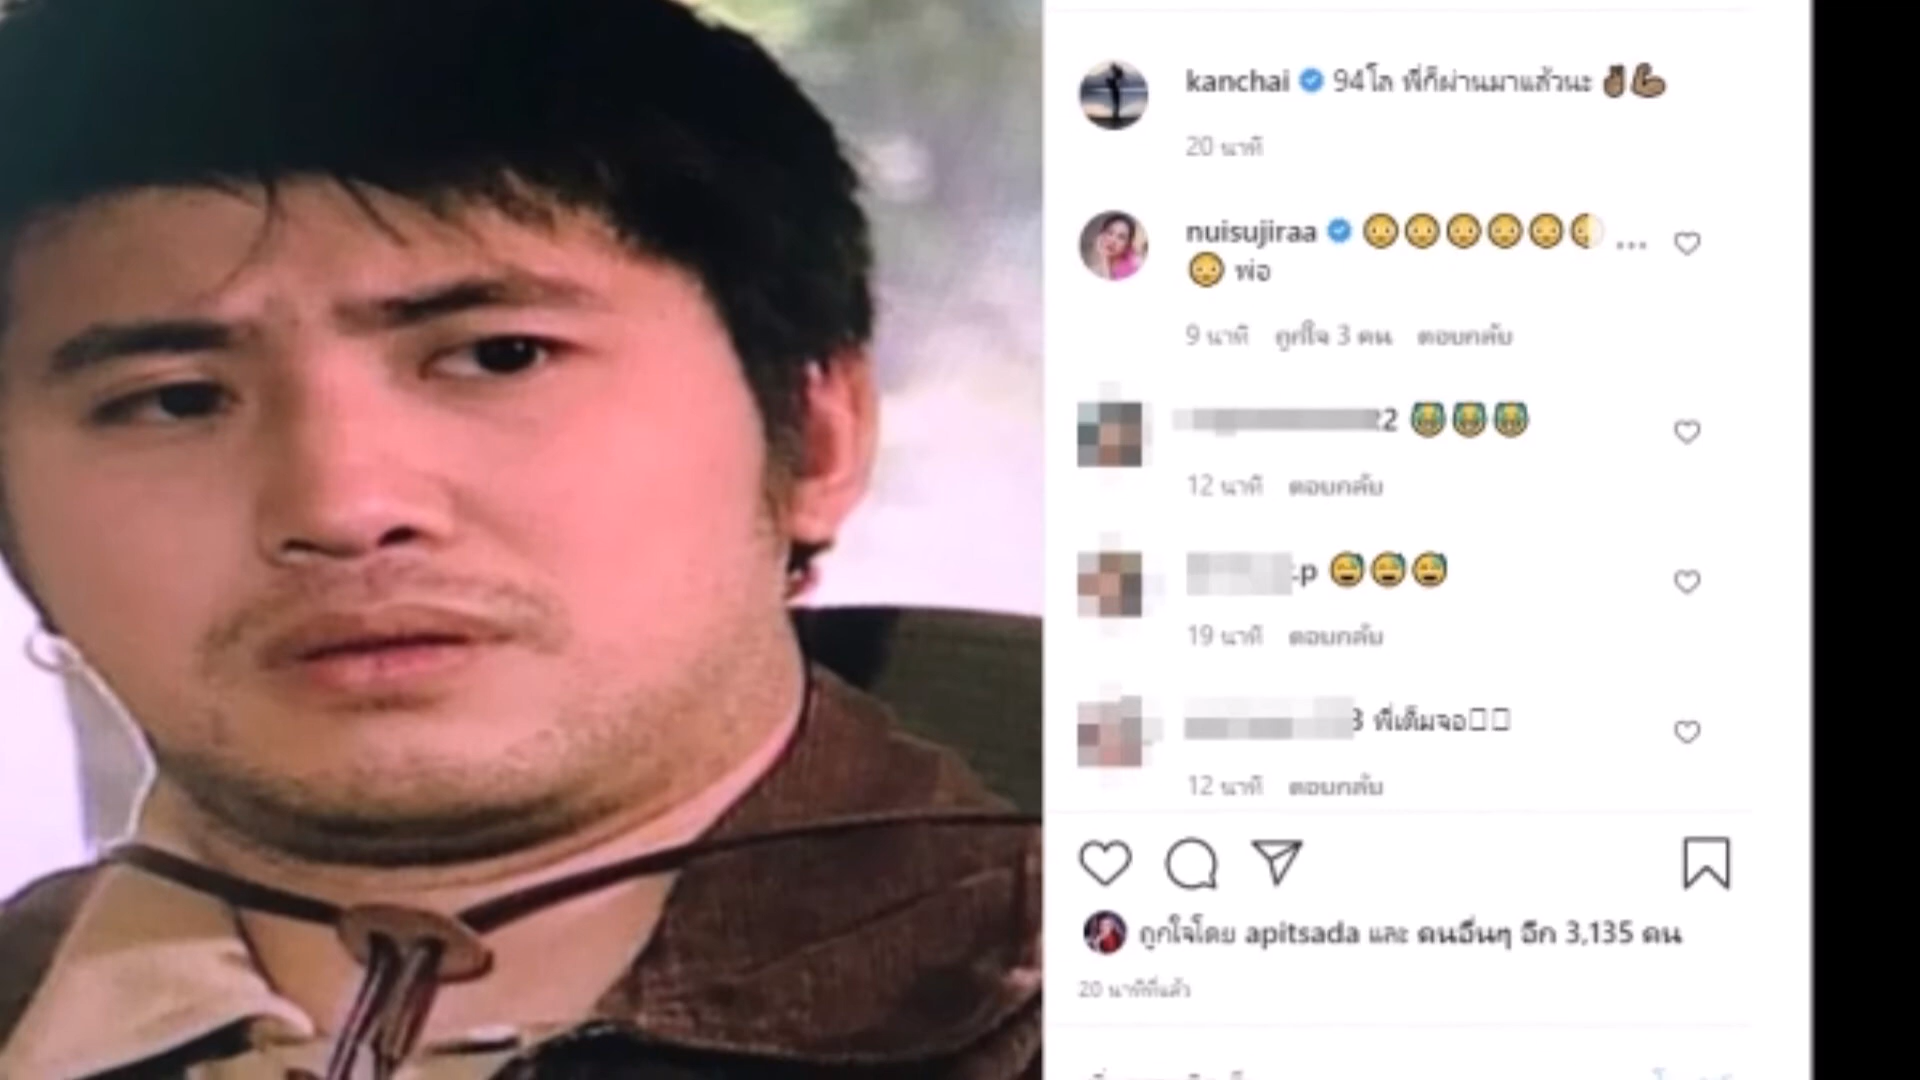 kanchai 94โล พี่ก็ผ่านมาแล้วนะ ✌🏾💪🏾
20 นาที
nuisujiraa 😳😳😳😳😳 ...
😳 พ่อ
9 นาที ถูกใจ 3 คน ตอบกลับ
2 😭😭😭
12 นาที ตอบกลับ
.p 😅😅😅
19 นาที ตอบกลับ
3 พี่เต็มจอ▯▯
12 นาที ตอบกลับ
ถูกใจโดย apitsada และ คนอื่นๆ อีก 3,135 คน
20 นาทีที่แล้ว